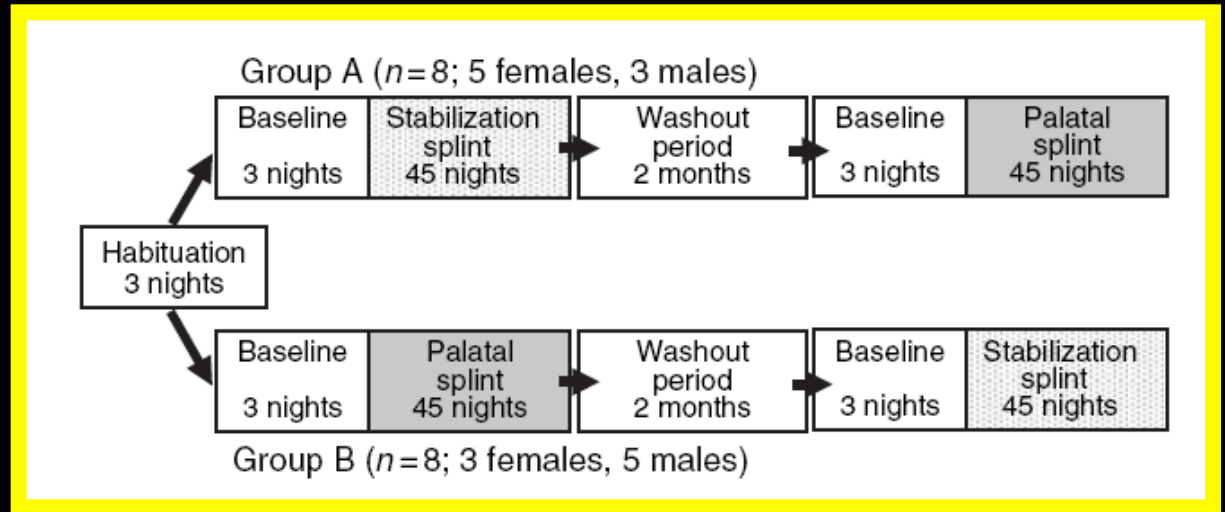 Group A (n=8; 5 females, 3 males)
Baseline
3 nights
Stabilization
splint
45 nights
Washout
period
2 months
Baseline
3 nights
Palatal
splint
45 nights
Habituation
3 nights
Baseline
3 nights
Palatal
splint
45 nights
Washout
period
2 months
Baseline
3 nights
Stabilization
splint
45 nights
Group B (n=8; 3 females, 5 males)